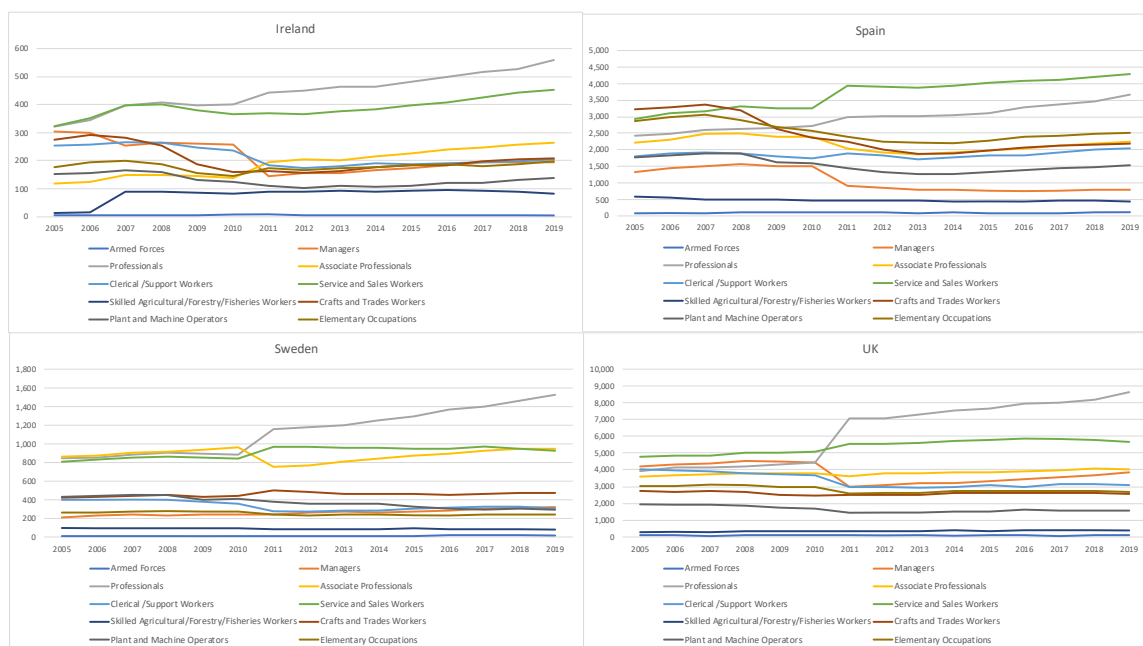 Ireland
600
500
400
300
200
100
0
2005 2006 2007 2008 2009 2010 2011 2012 2013 2014 2015 2016 2017 2018 2019
Armed Forces Managers
Professionals Associate Professionals
Clerical /Support Workers Service and Sales Workers
Skilled Agricultural/Forestry/Fisheries Workers Crafts and Trades Workers
Plant and Machine Operators Elementary Occupations
Spain
5,000
4,500
4,000
3,500
3,000
2,500
2,000
1,500
1,000
500
0
2005 2006 2007 2008 2009 2010 2011 2012 2013 2014 2015 2016 2017 2018 2019
Armed Forces Managers
Professionals Associate Professionals
Clerical /Support Workers Service and Sales Workers
Skilled Agricultural/Forestry/Fisheries Workers Crafts and Trades Workers
Plant and Machine Operators Elementary Occupations
Sweden
1,800
1,600
1,400
1,200
1,000
800
600
400
200
0
2005 2006 2007 2008 2009 2010 2011 2012 2013 2014 2015 2016 2017 2018 2019
Armed Forces Managers
Professionals Associate Professionals
Clerical /Support Workers Service and Sales Workers
Skilled Agricultural/Forestry/Fisheries Workers Crafts and Trades Workers
Plant and Machine Operators Elementary Occupations
UK
10,000
9,000
8,000
7,000
6,000
5,000
4,000
3,000
2,000
1,000
0
2005 2006 2007 2008 2009 2010 2011 2012 2013 2014 2015 2016 2017 2018 2019
Armed Forces Managers
Professionals Associate Professionals
Clerical /Support Workers Service and Sales Workers
Skilled Agricultural/Forestry/Fisheries Workers Crafts and Trades Workers
Plant and Machine Operators Elementary Occupations